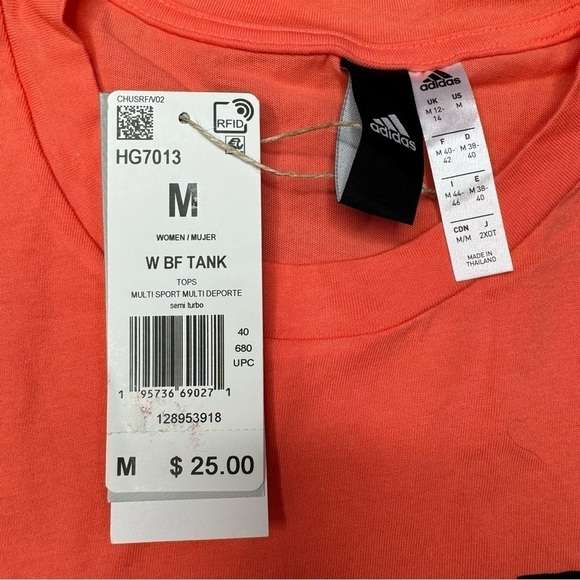 CHUSRF/V02
RFID
HG7013
M
WOMEN / MUJER
W BF TANK
TOPS
MULTI SPORT MULTI DEPORTE
semi turbo
40
680
UPC
1 95736 69027 1
128953918
M $ 25.00
adidas
adidas
UK US
M 12-14 M
F D
M 40-42 M 38-40
I E
M 44-46 M 38-40
CDN J
M/M 2XOT
MADE IN
THAILAND